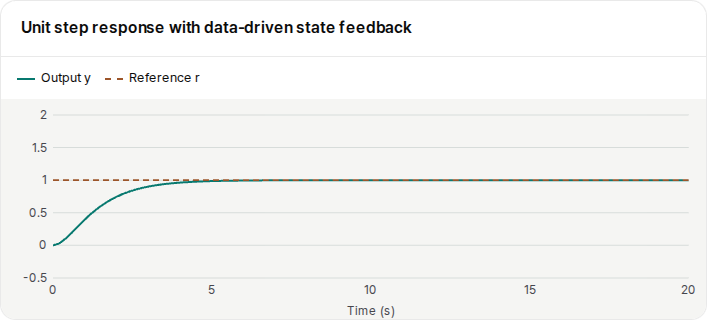 Unit step response with data-driven state feedback
Output y
Reference r
2
1.5
1
0.5
0
-0.5
0
5
10
15
20
Time (s)